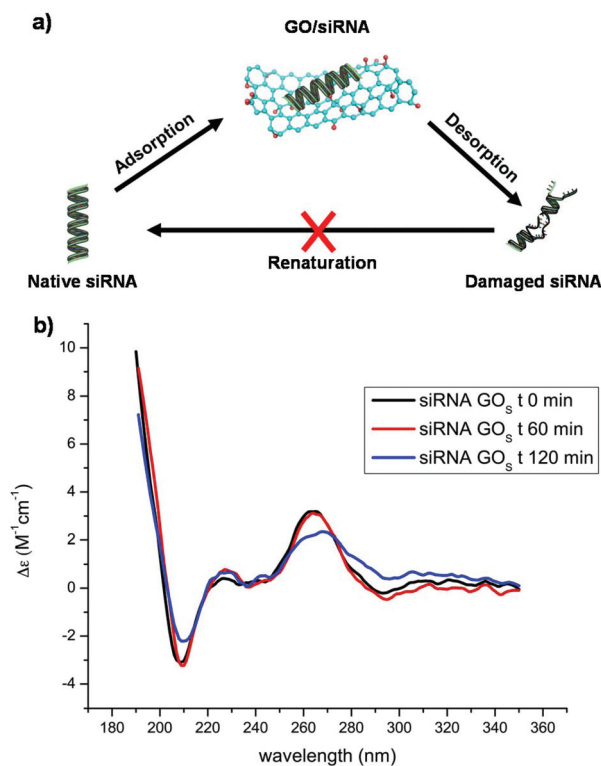 a)
GO/siRNA
Adsorption
Desorption
Renaturation
Native siRNA
Damaged siRNA
b)
10
8
6
4
2
0
-2
-4
Δε (M⁻¹cm⁻¹)
siRNA GOₛ t 0 min
siRNA GOₛ t 60 min
siRNA GOₛ t 120 min
180 200 220 240 260 280 300 320 340 360
wavelength (nm)